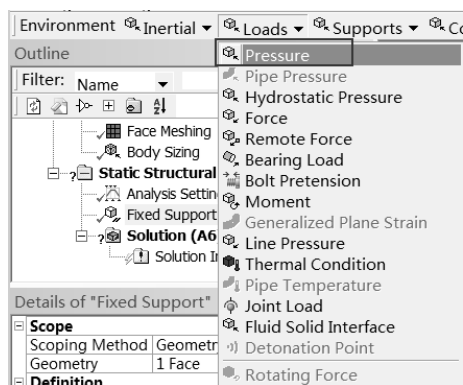 Environment Inertial Loads Supports Co
Outline
Filter: Name
Face Meshing
Body Sizing
Static Structural
Analysis Settin
Fixed Support
Solution (A6
Solution In
Details of "Fixed Support"
Scope
Scoping Method Geometr
Geometry 1 Face
Definition
Pressure
Pipe Pressure
Hydrostatic Pressure
Force
Remote Force
Bearing Load
Bolt Pretension
Moment
Generalized Plane Strain
Line Pressure
Thermal Condition
Pipe Temperature
Joint Load
Fluid Solid Interface
Detonation Point
Rotating Force